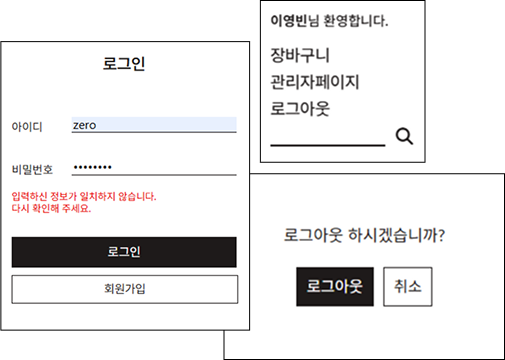 로그인
아이디 zero
비밀번호 ••••••••
입력하신 정보가 일치하지 않습니다.
다시 확인해 주세요.
로그인
회원가입
이영빈님 환영합니다.
장바구니
관리자페이지
로그아웃
로그아웃 하시겠습니까?
로그아웃 취소